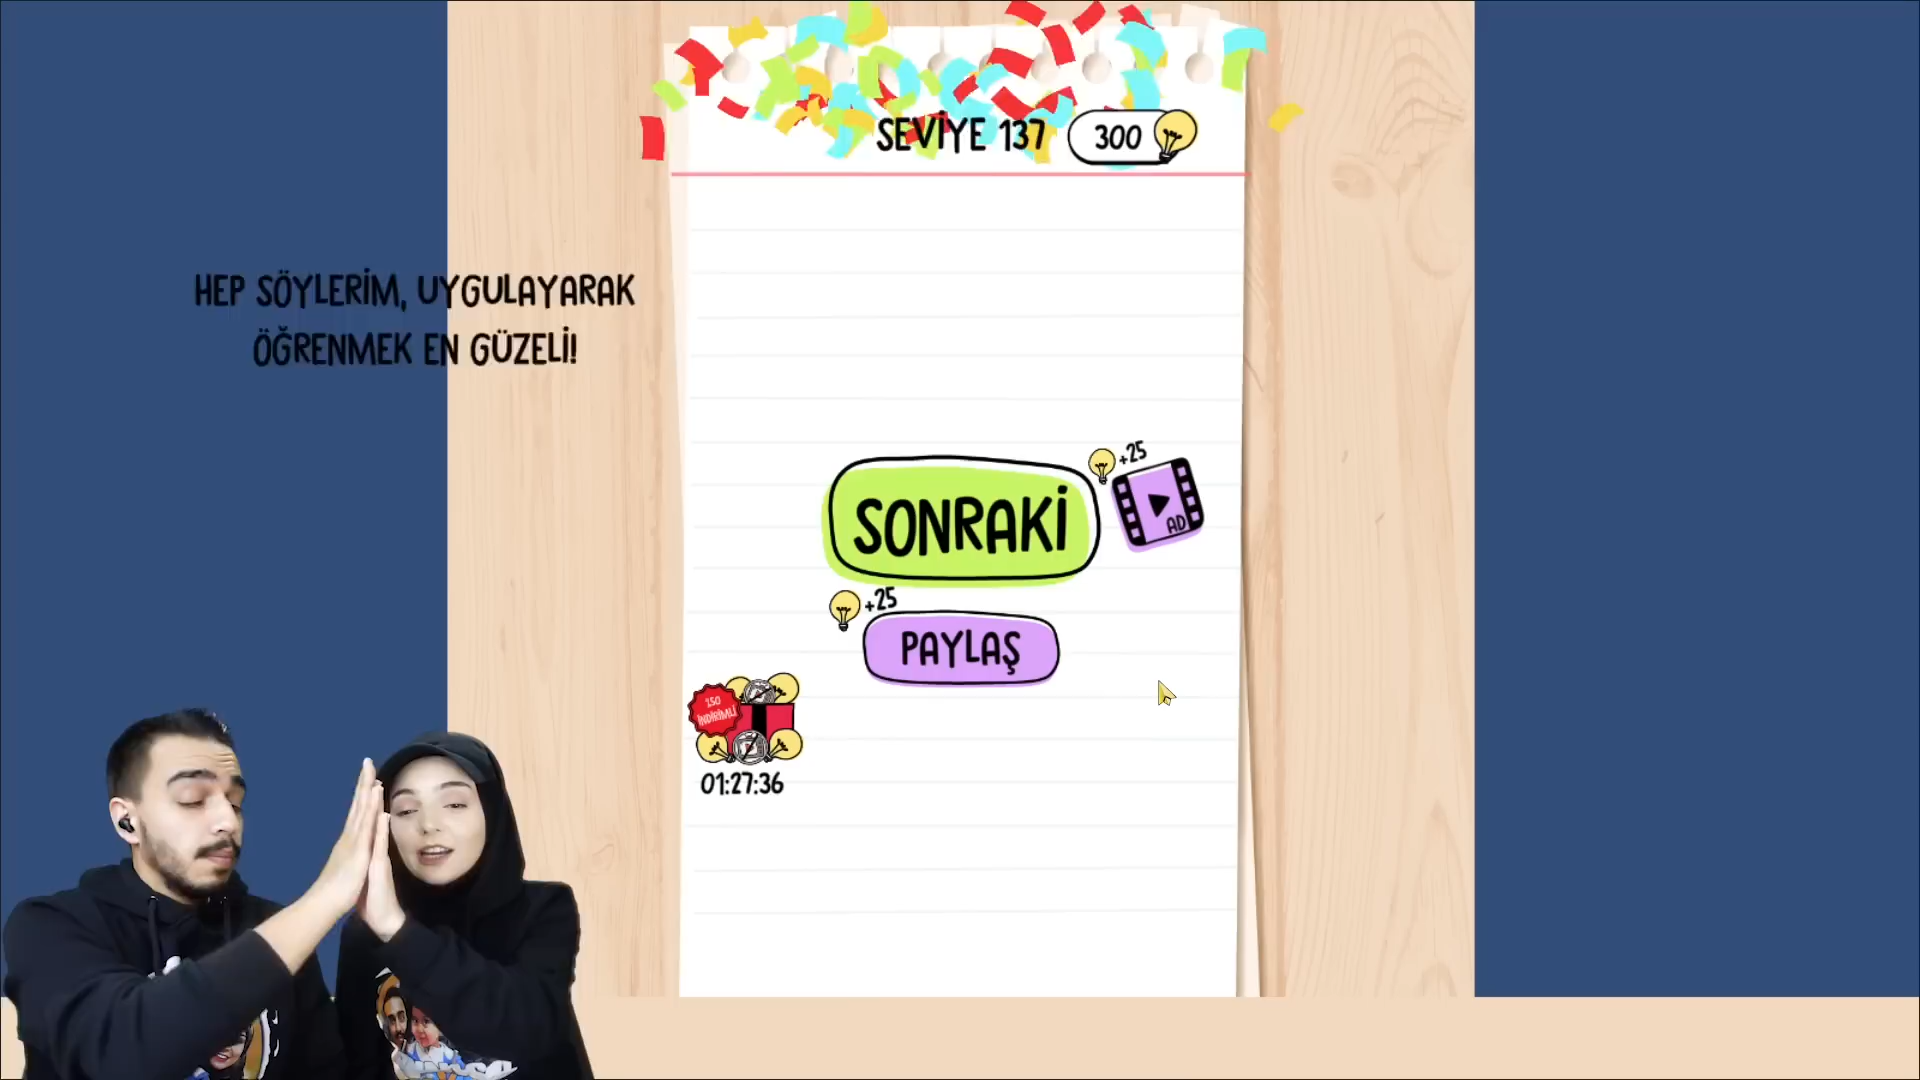 SEVİYE 137
300
HEP SÖYLERİM, UYGULAYARAK
ÖĞRENMEK EN GÜZELİ!
+25
SONRAKİ
AD
+25
PAYLAŞ
%50
İNDİRİMLİ
01:27:36